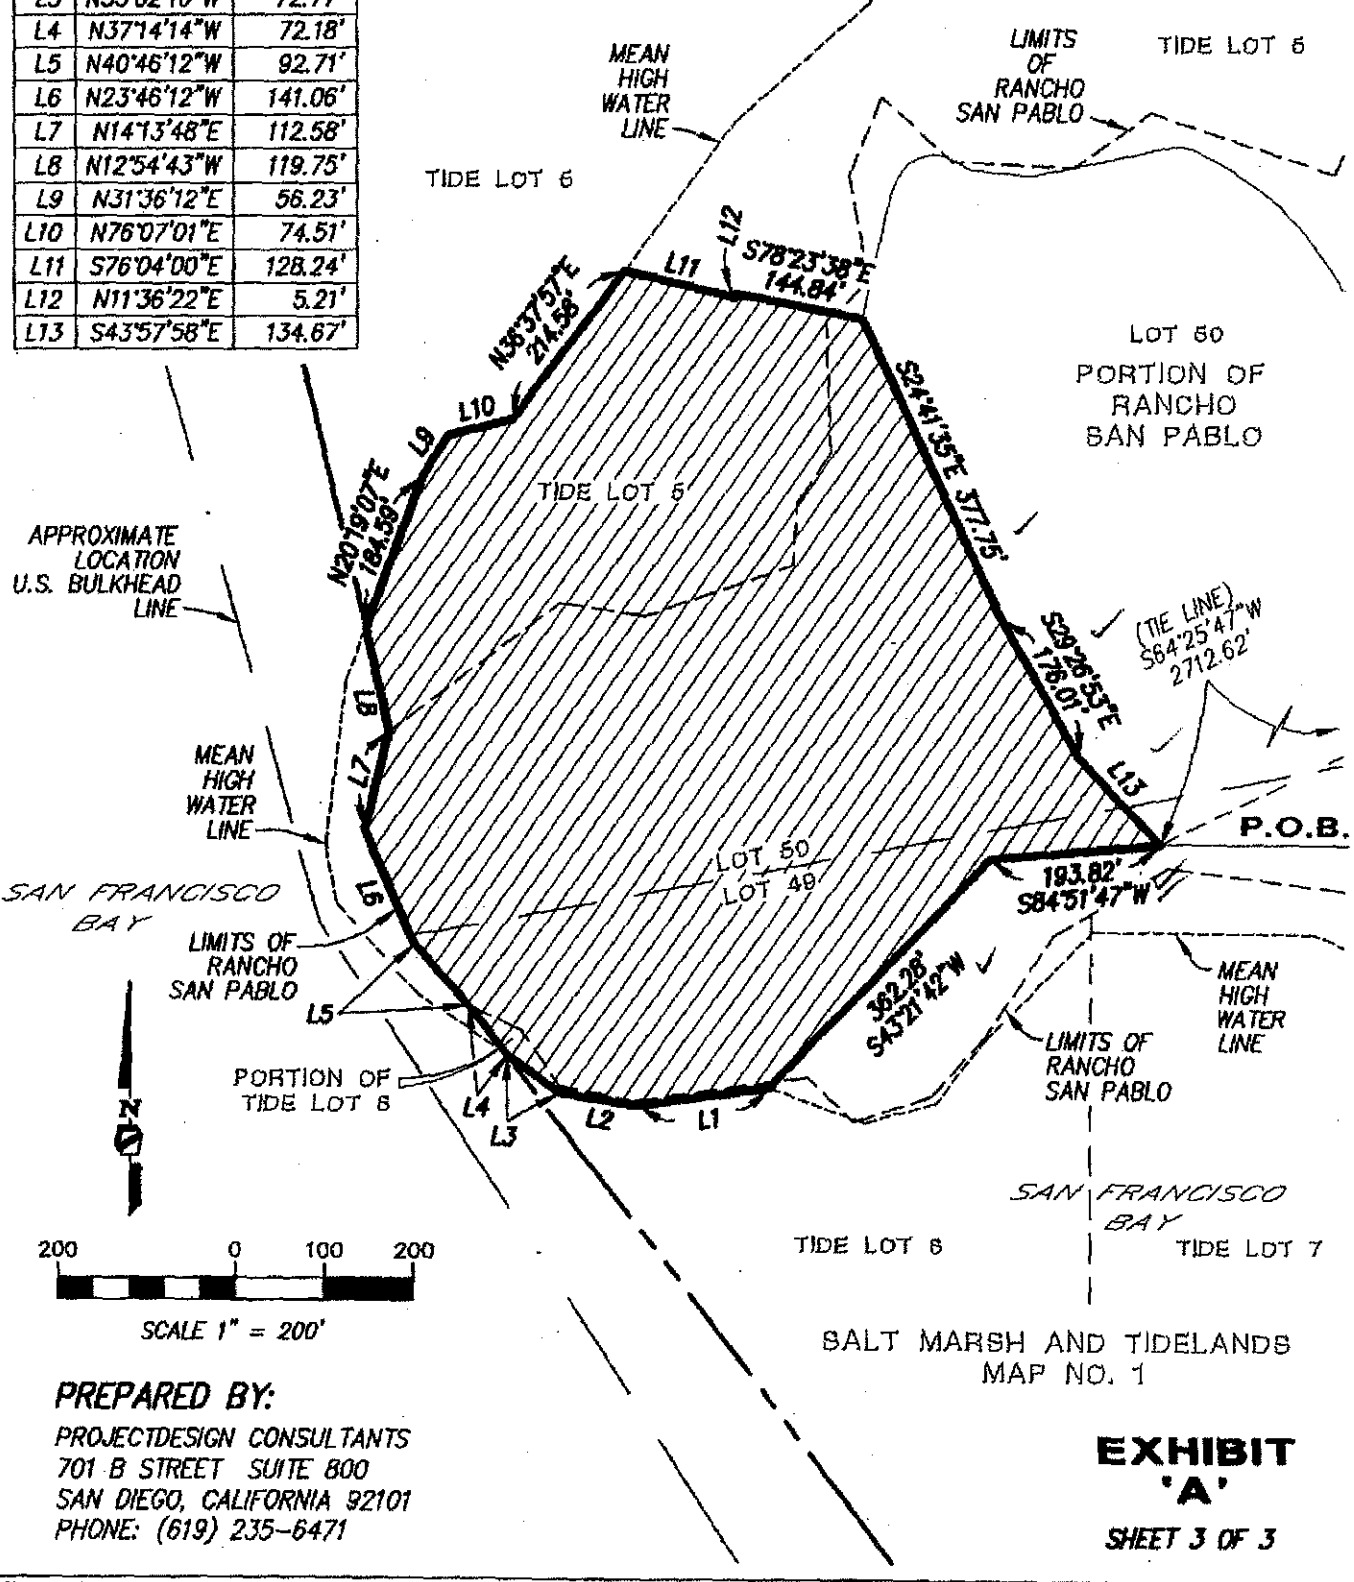 L4 N37°14'14"W 72.18'
L5 N40°46'12"W 92.71'
L6 N23°46'12"W 141.06'
L7 N14°13'48"E 112.58'
L8 N12°54'43"W 119.75'
L9 N31°36'12"E 56.23'
L10 N76°07'01"E 74.51'
L11 S76°04'00"E 128.24'
L12 N11°36'22"E 5.21'
L13 S43°57'58"E 134.67'
MEAN
HIGH
WATER
LINE
LIMITS
OF
RANCHO
SAN PABLO
TIDE LOT 6
L12
L11
S78°23'38"E
144.84'
N36°37'57"E
214.58'
LOT 50
PORTION OF
RANCHO
SAN PABLO
L10
L9
S24°41'35"E 377.75'
TIDE LOT 5
N20°19'07"E
184.59'
APPROXIMATE
LOCATION
U.S. BULKHEAD
LINE
S29°26'53"E
176.01'
(TIE LINE)
S64°25'47"W
2712.62'
L8
L7
L13
MEAN
HIGH
WATER
LINE
P.O.B.
LOT 50
LOT 49
193.82'
S84°51'47"W
SAN FRANCISCO
BAY
L6
LIMITS OF
RANCHO
SAN PABLO
362.28'
S43°21'42"W
MEAN
HIGH
WATER
LINE
L5
LIMITS OF
RANCHO
SAN PABLO
PORTION OF
TIDE LOT 6
L4
L3
L2
L1
N
SAN FRANCISCO
BAY
TIDE LOT 6
TIDE LOT 7
200 0 100 200
SCALE 1" = 200'
SALT MARSH AND TIDELANDS
MAP NO. 1
PREPARED BY:
PROJECTDESIGN CONSULTANTS
701 B STREET SUITE 800
SAN DIEGO, CALIFORNIA 92101
PHONE: (619) 235-6471
EXHIBIT
'A'
SHEET 3 OF 3